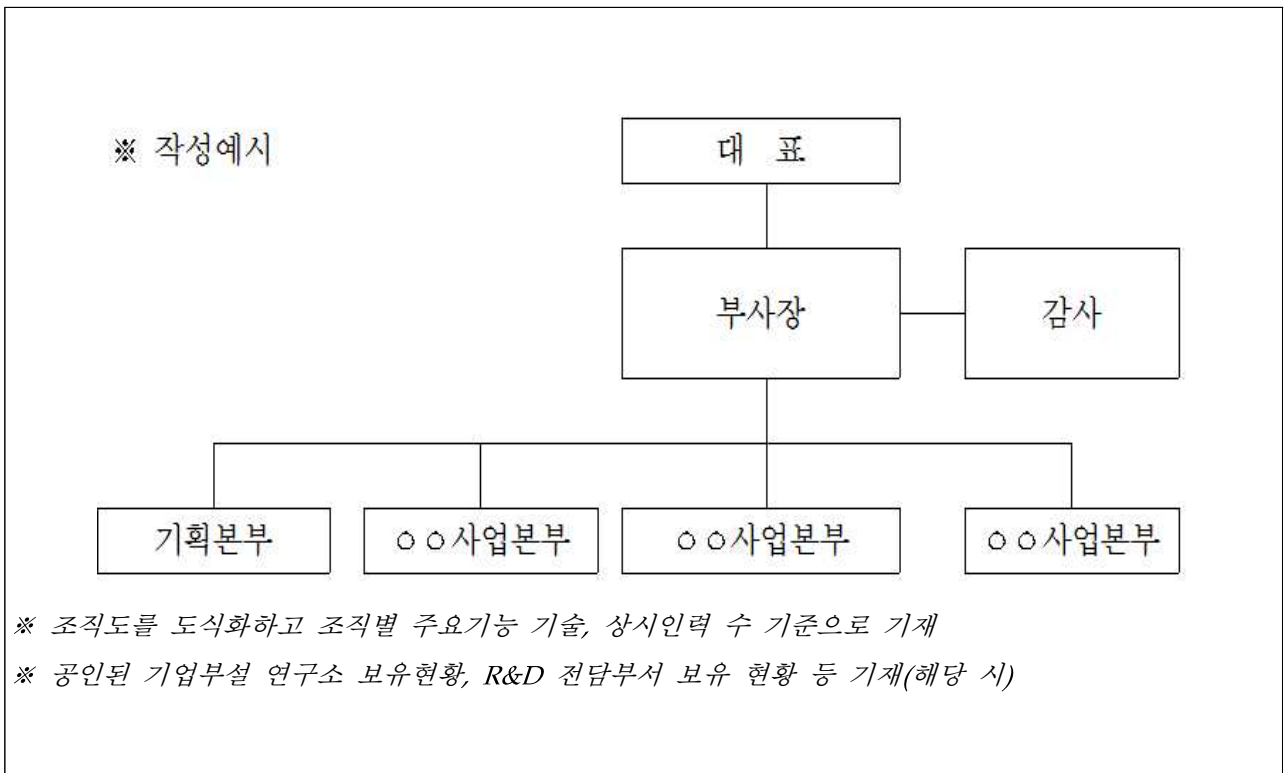 ※ 작성예시
대 표
부사장
감사
기획본부
○○사업본부
○○사업본부
○○사업본부
※ 조직도를 도식화하고 조직별 주요기능 기술, 상시인력 수 기준으로 기재
※ 공인된 기업부설 연구소 보유현황, R&D 전담부서 보유 현황 등 기재(해당 시)